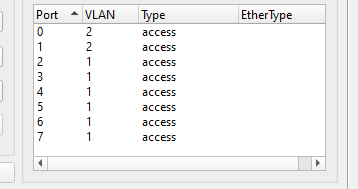 Port VLAN Type EtherType
0 2 access
1 2 access
2 1 access
3 1 access
4 1 access
5 1 access
6 1 access
7 1 access